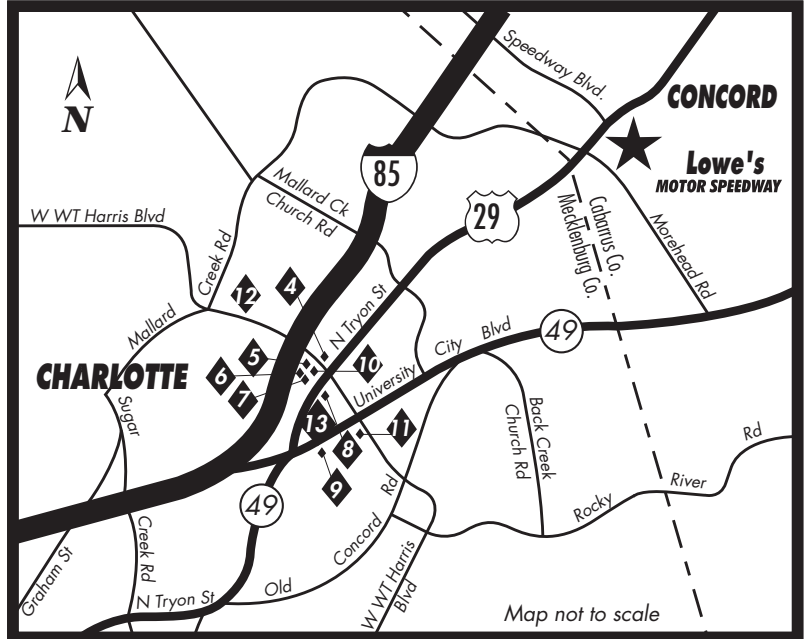 Speedway Blvd.
CONCORD
N
Lowe's
MOTOR SPEEDWAY
85
Mallard Ck
Church Rd
29
W WT Harris Blvd
Cabarrus Co.
Mecklenburg Co.
Morehead Rd
Creek Rd
12
4
N Tryon St
Mallard
City Blvd
49
5
CHARLOTTE
6
10
7
University
Sugar
13
11
8
Back Creek
Church Rd
Rd
9
Rd
River
49
Rocky
Creek Rd
Concord
Graham St
W WT Harris
Blvd
Old
N Tryon St
Map not to scale